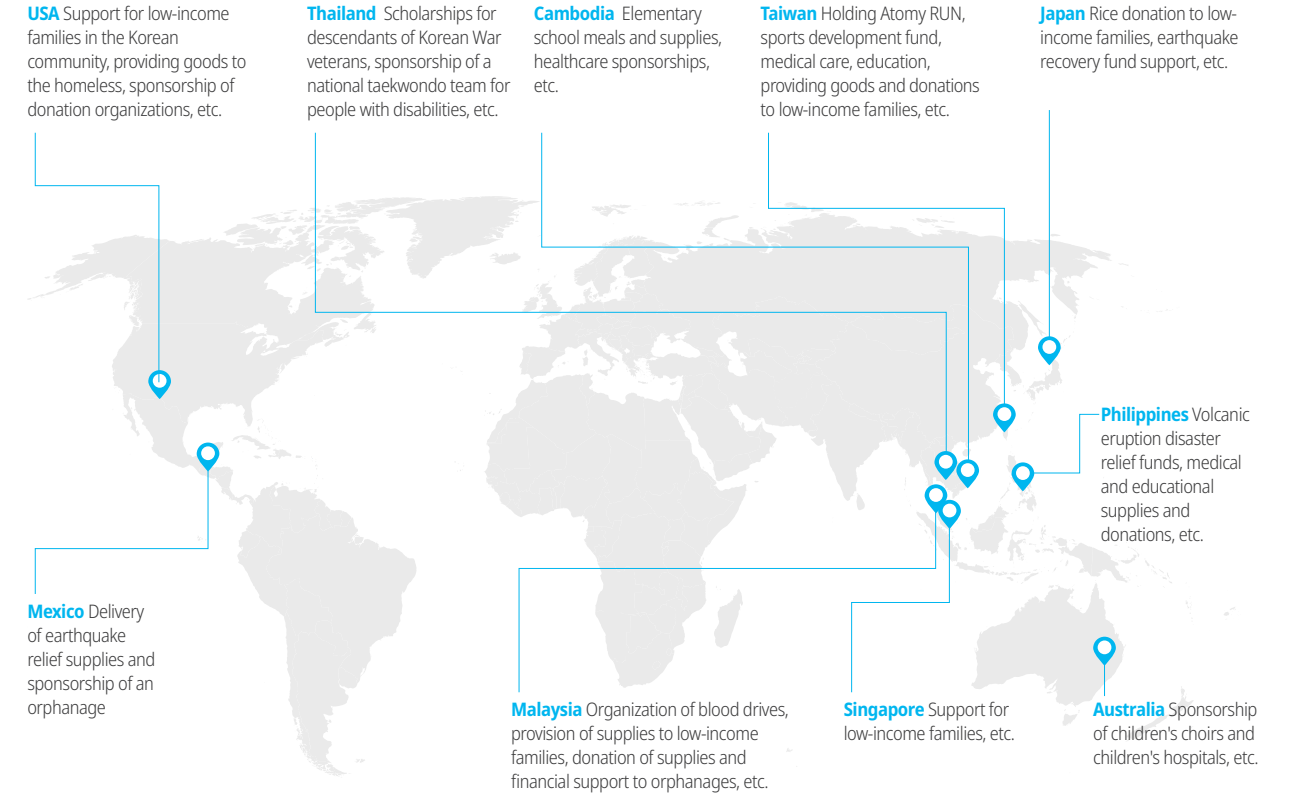 USA Support for low-income
families in the Korean
community, providing goods to
the homeless, sponsorship of
donation organizations, etc.
Thailand Scholarships for
descendants of Korean War
veterans, sponsorship of a
national taekwondo team for
people with disabilities, etc.
Cambodia Elementary
school meals and supplies,
healthcare sponsorships,
etc.
Taiwan Holding Atomy RUN,
sports development fund,
medical care, education,
providing goods and donations
to low-income families, etc.
Japan Rice donation to low-
income families, earthquake
recovery fund support, etc.
Philippines Volcanic
eruption disaster
relief funds, medical
and educational
supplies and
donations, etc.
Mexico Delivery
of earthquake
relief supplies and
sponsorship of an
orphanage
Malaysia Organization of blood drives,
provision of supplies to low-income
families, donation of supplies and
financial support to orphanages, etc.
Singapore Support for
low-income families, etc.
Australia Sponsorship
of children's choirs and
children's hospitals, etc.